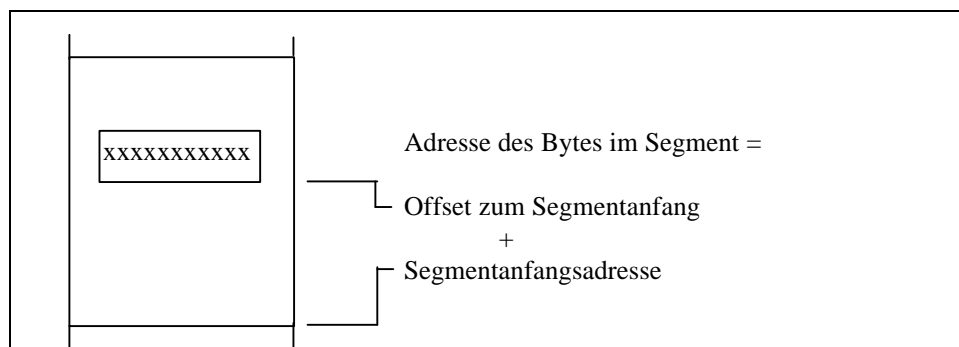 xxxxxxxxxxx
Adresse des Bytes im Segment =
Offset zum Segmentanfang
+
Segmentanfangsadresse